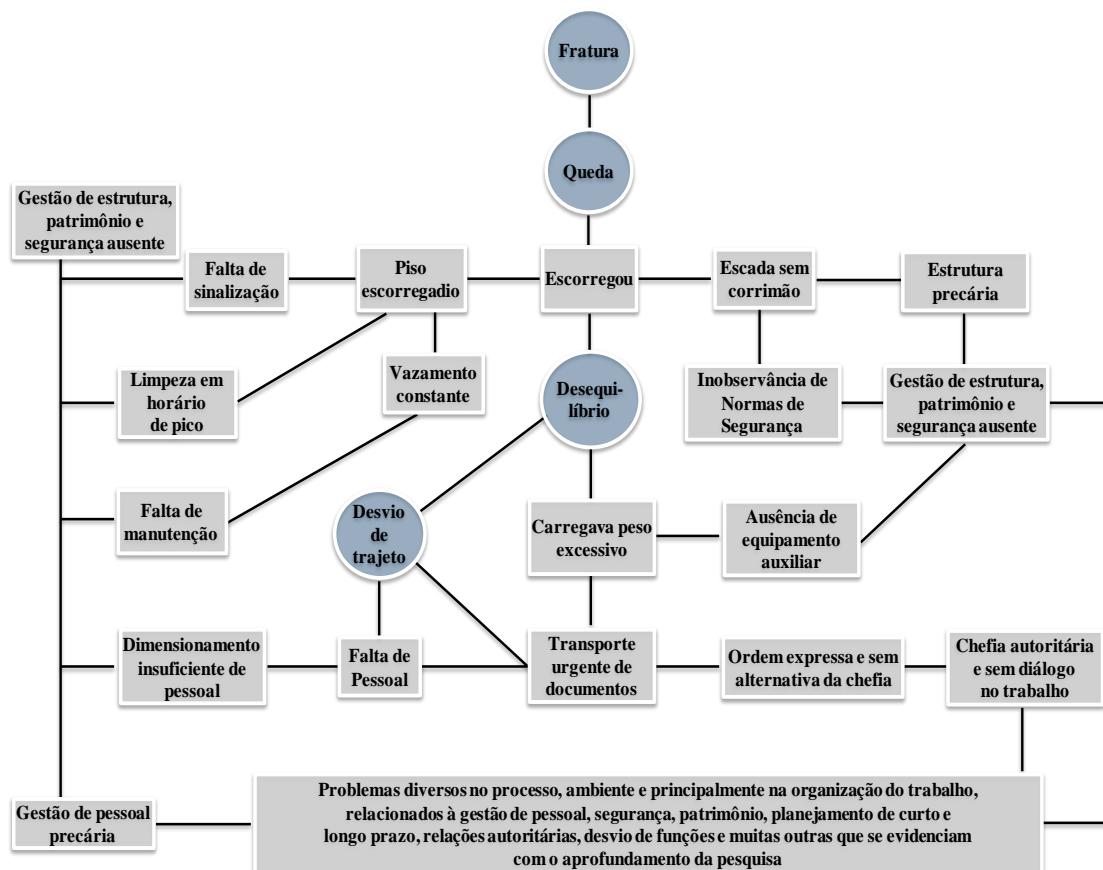 Fratura
Queda
Gestão de estrutura,
patrimônio e
segurança ausente
Falta de
sinalização
Piso
escorregadio
Escorregou
Escada sem
corrimão
Estrutura
precária
Limpeza em
horário
de pico
Vazamento
constante
Desequi-
líbrio
Inobservância de
Normas de
Segurança
Gestão de estrutura,
patrimônio e
segurança ausente
Falta de
manutenção
Desvio
de
trajeto
Carregava peso
excessivo
Ausência de
equipamento
auxiliar
Dimensionamento
insuficiente de
pessoal
Falta de
Pessoal
Transporte
urgente de
documentos
Ordem expressa e sem
alternativa da chefia
Chefia autoritária
e sem diálogo
no trabalho
Gestão de pessoal
precária
Problemas diversos no processo, ambiente e principalmente na organização do trabalho,
relacionados à gestão de pessoal, segurança, patrimônio, planejamento de curto e
longo prazo, relações autoritárias, desvio de funções e muitas outras que se evidenciam
com o aprofundamento da pesquisa